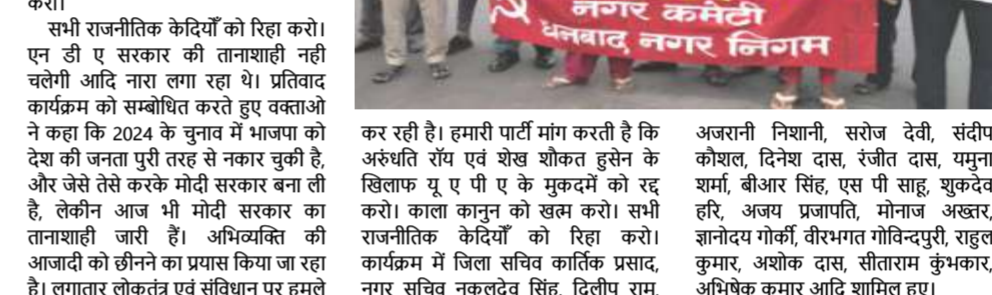 करो।
सभी राजनीतिक केदियोँ को रिहा करो।
एन डी ए सरकार की तानाशाही नही
चलेगी आदि नारा लगा रहा थे। प्रतिवाद
कार्यक्रम को सम्बोधित करते हुए वक्ताओ
ने कहा कि 2024 के चुनाव में भाजपा को
देश की जनता पुरी तरह से नकार चुकी है,
और जेसे तेसे करके मोदी सरकार बना ली
है, लेकीन आज भी मोदी सरकार का
तानाशाही जारी हैं। अभिव्यक्ति की
आजादी को छीनने का प्रयास किया जा रहा
है। लगातार लोकतंत्र एवं संविधान पर हमले
नगर कमेटी
धनबाद नगर निगम
कर रही है। हमारी पार्टी मांग करती है कि
अरुंधति रॉय एवं शेख शौकत हुसेन के
खिलाफ यू ए पी ए के मुकदमें को रद्द
करो। काला कानुन को खत्म करो। सभी
राजनीतिक केदियोँ को रिहा करो।
कार्यक्रम में जिला सचिव कार्तिक प्रसाद,
नगर सचिव नकुलदेव सिंह, दिलीप राम,
अजरानी निशानी, सरोज देवी, संदीप
कौशल, दिनेश दास, रंजीत दास, यमुना
शर्मा, बीआर सिंह, एस पी साहू, शुकदेव
हरि, अजय प्रजापति, मोनाज अख्तर,
ज्ञानोदय गोर्की, वीरभगत गोविन्दपुरी, राहुल
कुमार, अशोक दास, सीताराम कुंभकार,
अभिषेक कुमार आदि शामिल हुए।